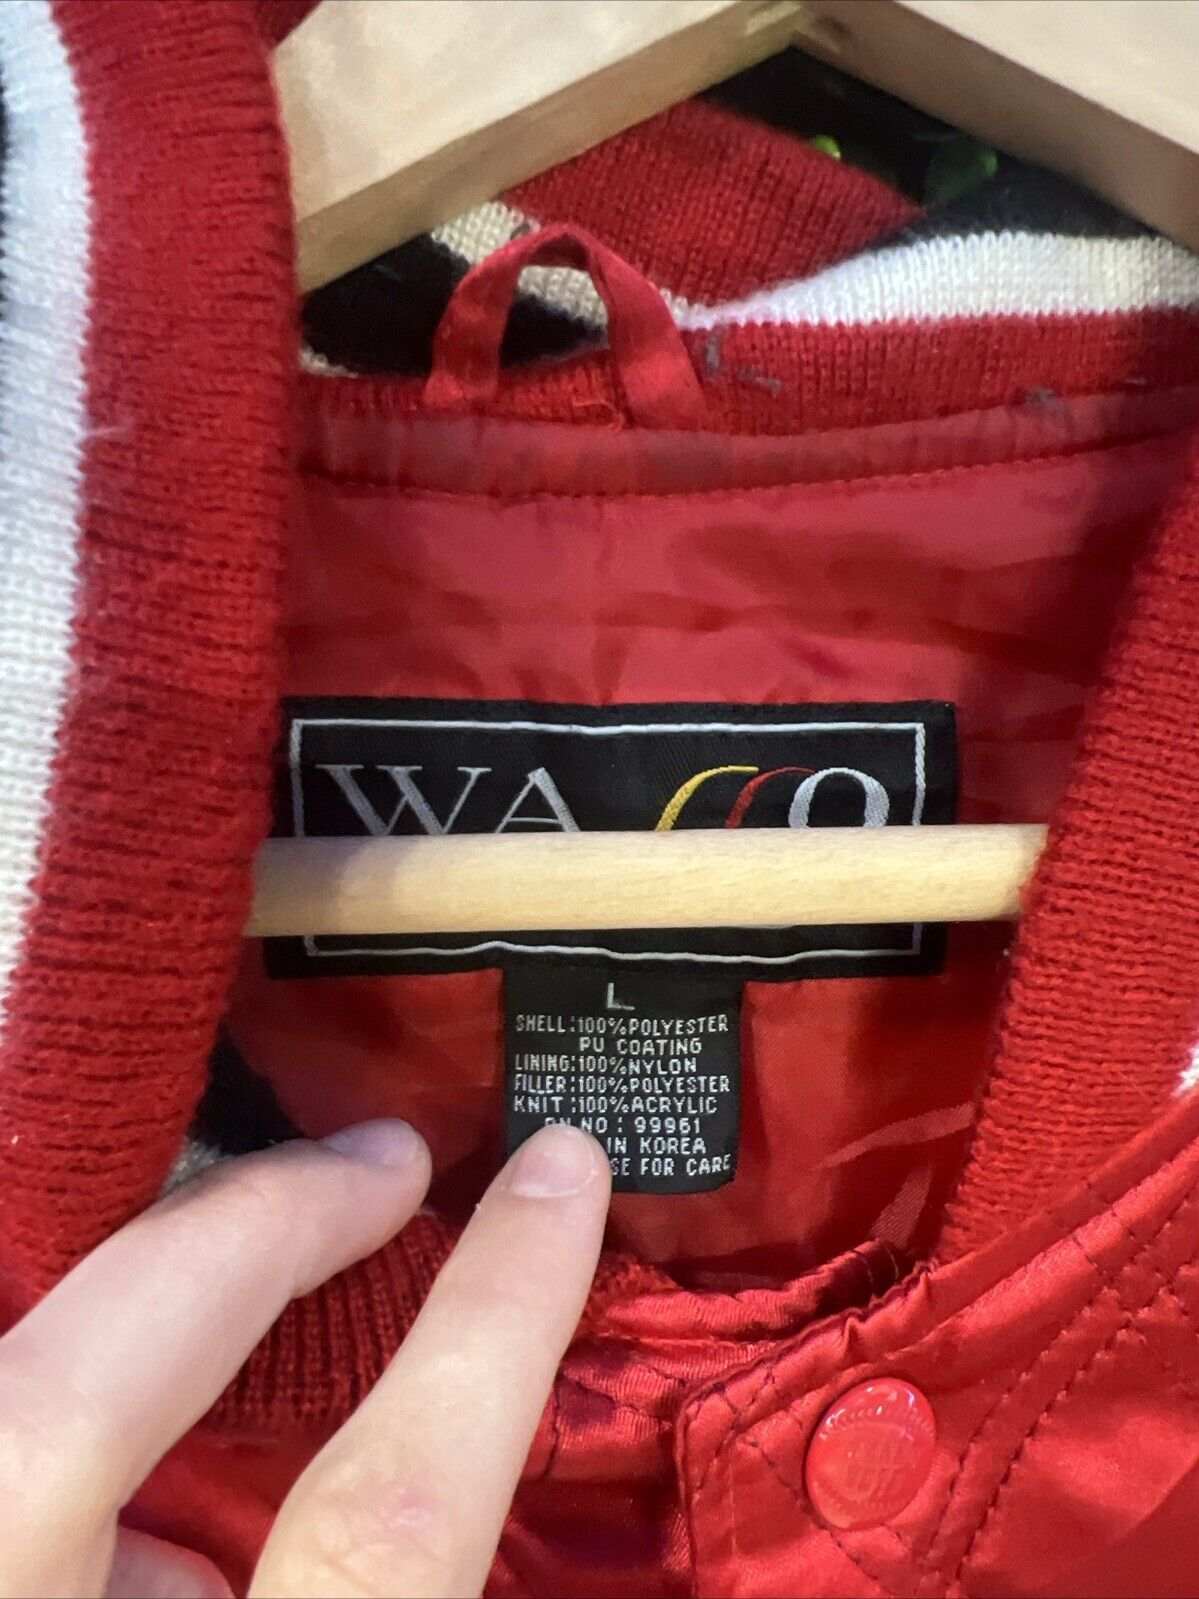 WA
O
L
SHELL:100%POLYESTER
PU COATING
LINING:100%NYLON
FILLER:100%POLYESTER
KNIT:100%ACRYLIC
NO: 99961
IN KOREA
FOR CARE